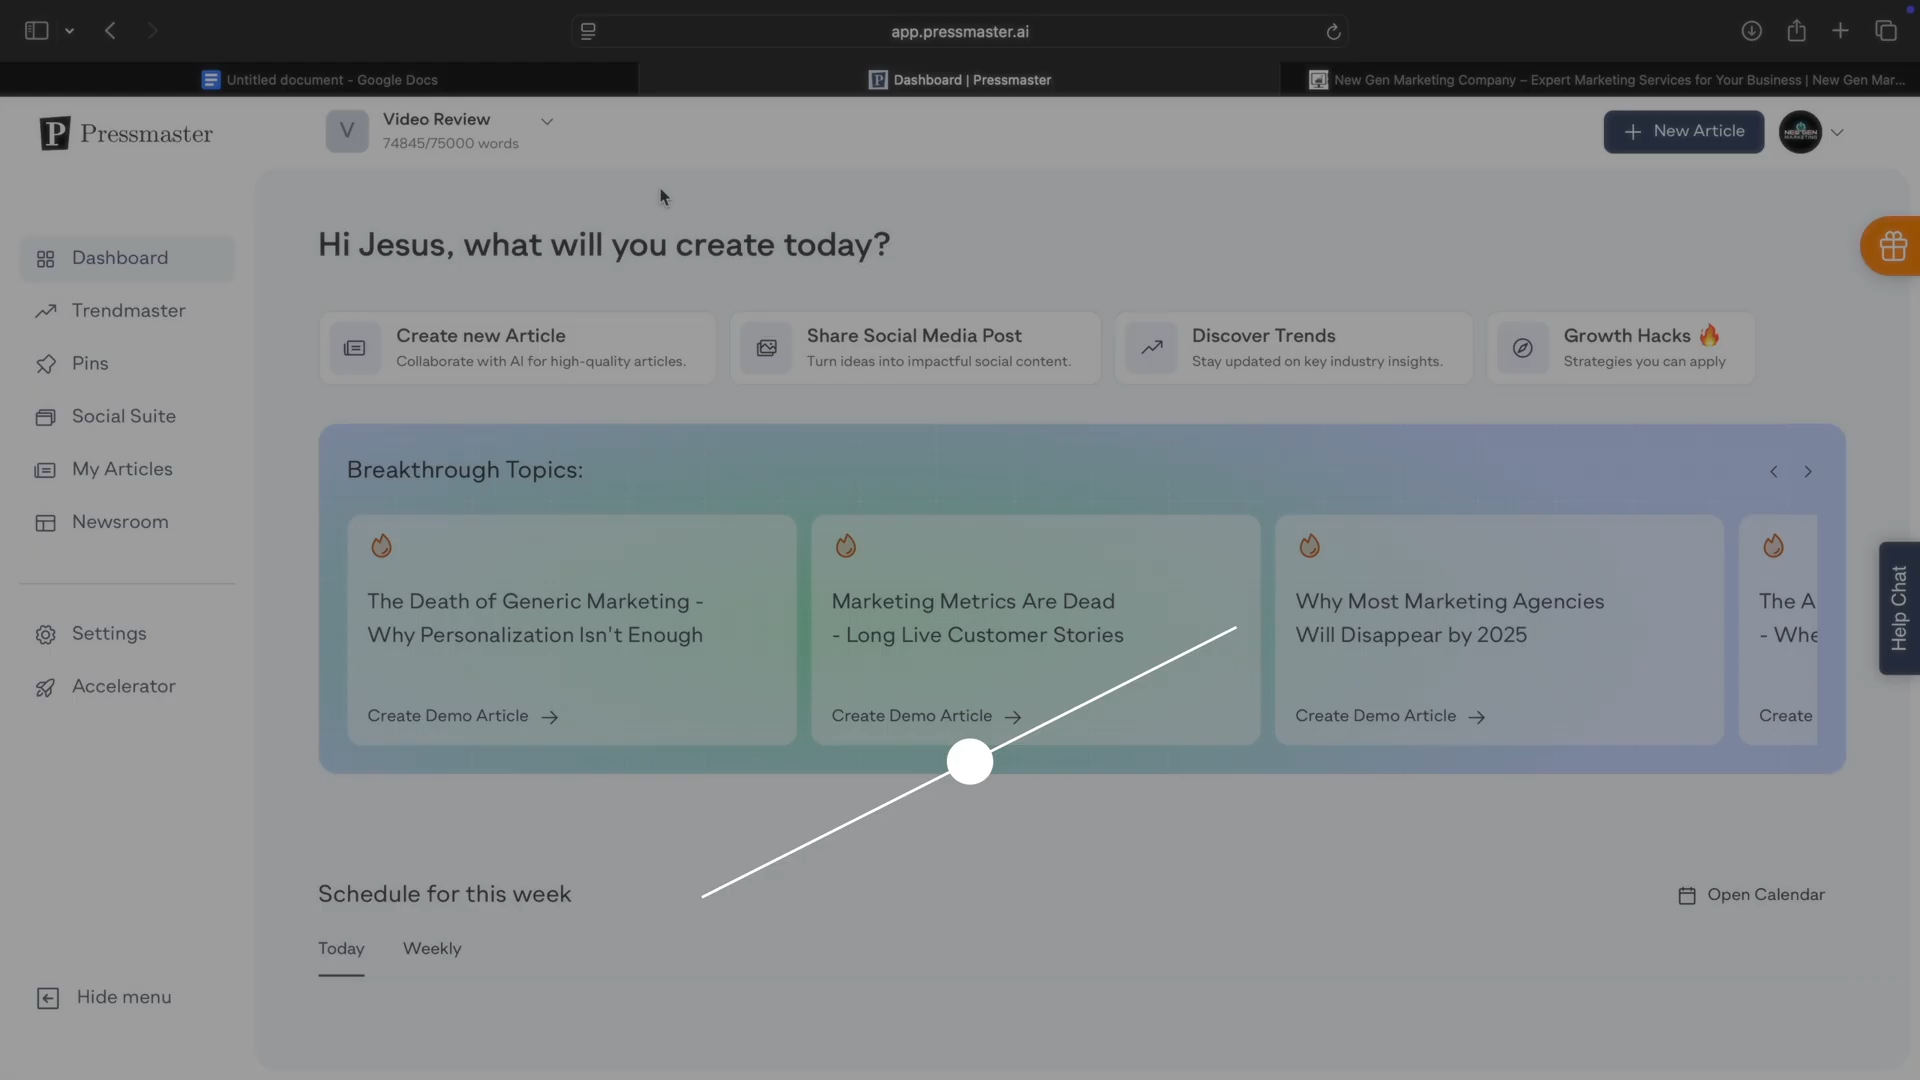 app.pressmaster.ai
Untitled document - Google Docs
Dashboard | Pressmaster
New Gen Marketing Company – Expert Marketing Services for Your Business | New Gen Mar...
P Pressmaster
V
Video Review
74845/75000 words
New Article
NEW GEN
MARKETING
Dashboard
Trendmaster
Pins
Social Suite
My Articles
Newsroom
Settings
Accelerator
Hide menu
Hi Jesus, what will you create today?
Create new Article
Collaborate with AI for high-quality articles.
Share Social Media Post
Turn ideas into impactful social content.
Discover Trends
Stay updated on key industry insights.
Growth Hacks 🔥
Strategies you can apply
Breakthrough Topics:
The Death of Generic Marketing -
Why Personalization Isn't Enough
Create Demo Article
Marketing Metrics Are Dead
- Long Live Customer Stories
Create Demo Article
Why Most Marketing Agencies
Will Disappear by 2025
Create Demo Article
The A
- Whe
Create
Help Chat
Schedule for this week
Open Calendar
Today
Weekly